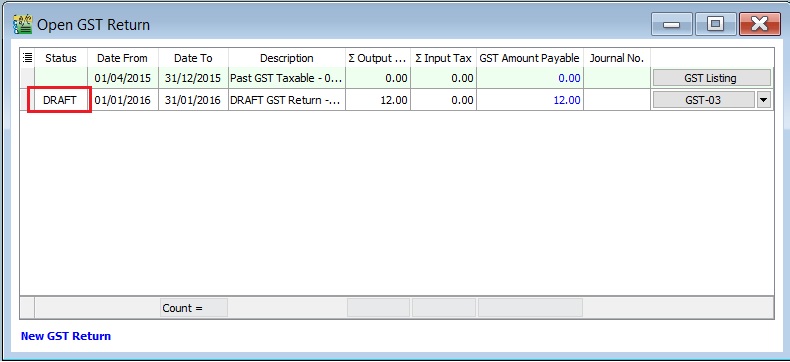 Open GST Return
Status Date From Date To Description Σ Output ... Σ Input Tax GST Amount Payable Journal No.
01/04/2015 31/12/2015 Past GST Taxable - 0... 0.00 0.00 0.00 GST Listing
DRAFT 01/01/2016 31/01/2016 DRAFT GST Return -... 12.00 0.00 12.00 GST-03
Count =
New GST Return